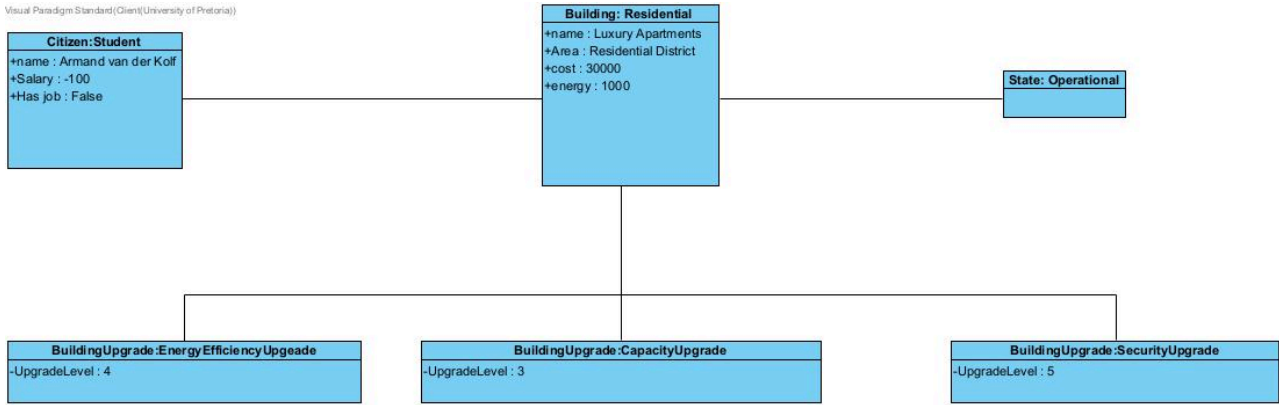 Visual Paradigm Standard(Client(University of Pretoria))
Citizen:Student
+name : Armand van der Kolf
+Salary : -100
+Has job : False
Building: Residential
+name : Luxury Apartments
+Area : Residential District
+cost : 30000
+energy : 1000
State: Operational
BuildingUpgrade:EnergyEfficiencyUpgeade
-UpgradeLevel : 4
BuildingUpgrade:CapacityUpgrade
-UpgradeLevel : 3
BuildingUpgrade:SecurityUpgrade
-UpgradeLevel : 5